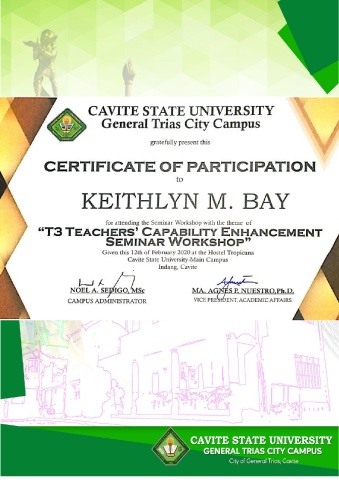 CAVITE STATE UNIVERSITY
General Trias City Campus
gratefully present this
CERTIFICATE OF PARTICIPATION
to
KEITHLYN M. BAY
for attending the Seminar Workshop with the theme of
“T3 TEACHERS’ CAPABILITY ENHANCEMENT
SEMINAR WORKSHOP”
Given this 12th of February 2020 at the Hostel Tropicana
Cavite State University-Main Campus
Indang, Cavite
NOEL A. SEDIGO, MSc
CAMPUS ADMINISTRATOR
MA. AGNES P. NUESTRO, Ph.D.
VICE PRESIDENT, ACADEMIC AFFAIRS
CAVITE STATE UNIVERSITY
GENERAL TRIAS CITY CAMPUS
City of General Trias, Cavite